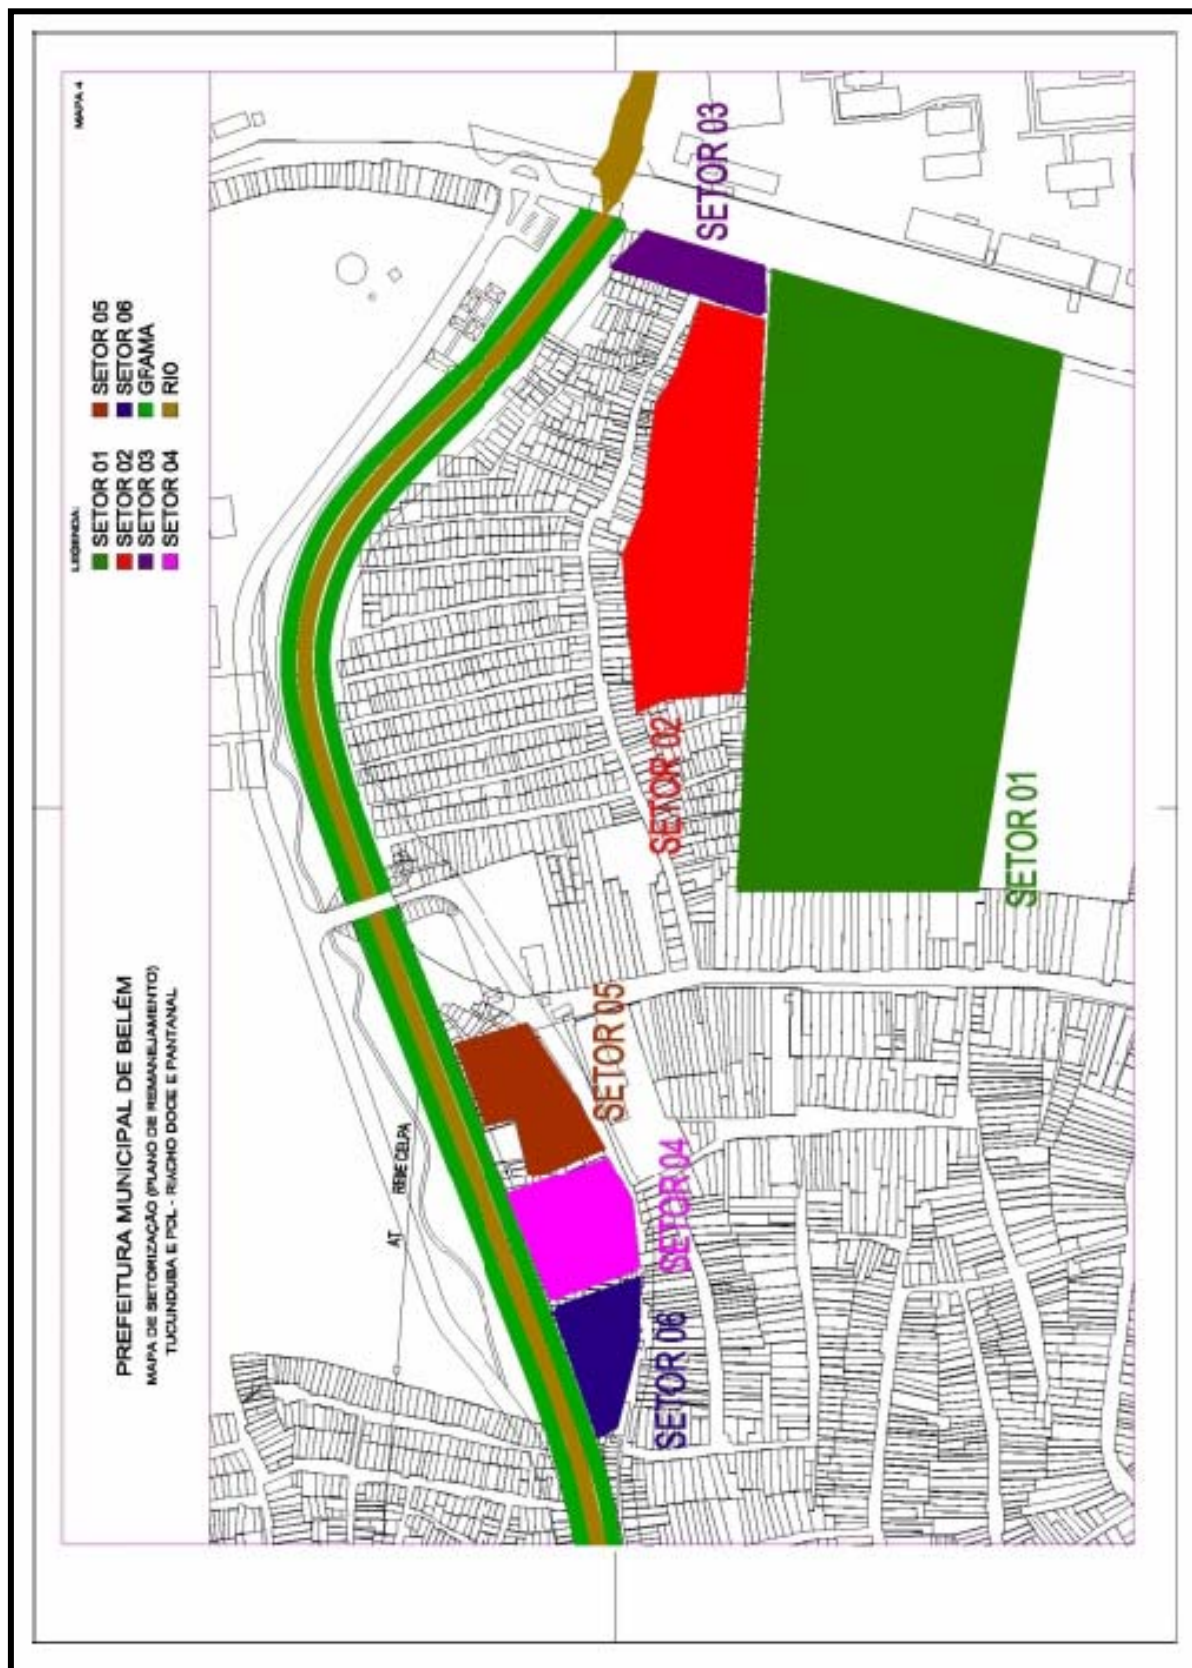 PREFEITURA MUNICIPAL DE BELÉM
MAPA DE SETORIZAÇÃO (PLANO DE REMANEJAMENTO)
TUCUNDUBA E PDL - RIACHO DOCE E PANTANAL
LEGENDA:
SETOR 01
SETOR 02
SETOR 03
SETOR 04
SETOR 05
SETOR 06
GRAMA
RIO
MAPA 4
AT
REDE CELPA
SETOR 06
SETOR 04
SETOR 05
SETOR 02
SETOR 01
SETOR 03